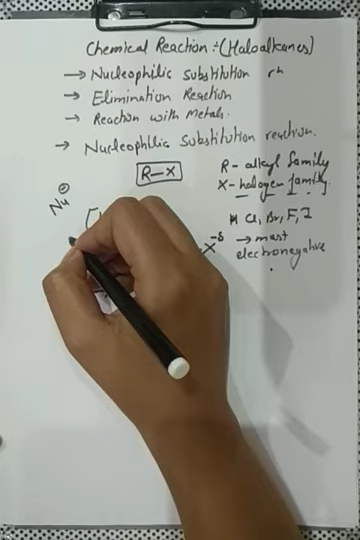 Chemical Reaction :- (Haloalkanes)
→ Nucleophilic substitution rn
→ Elimination Reaction.
→ Reaction with Metals.
→ Nucleophilic Substitution reaction.
R-X
R- alkyl family
X- halogen family.
Cl, Br, F, I
Nu⊖
X-δ → most
electronegative